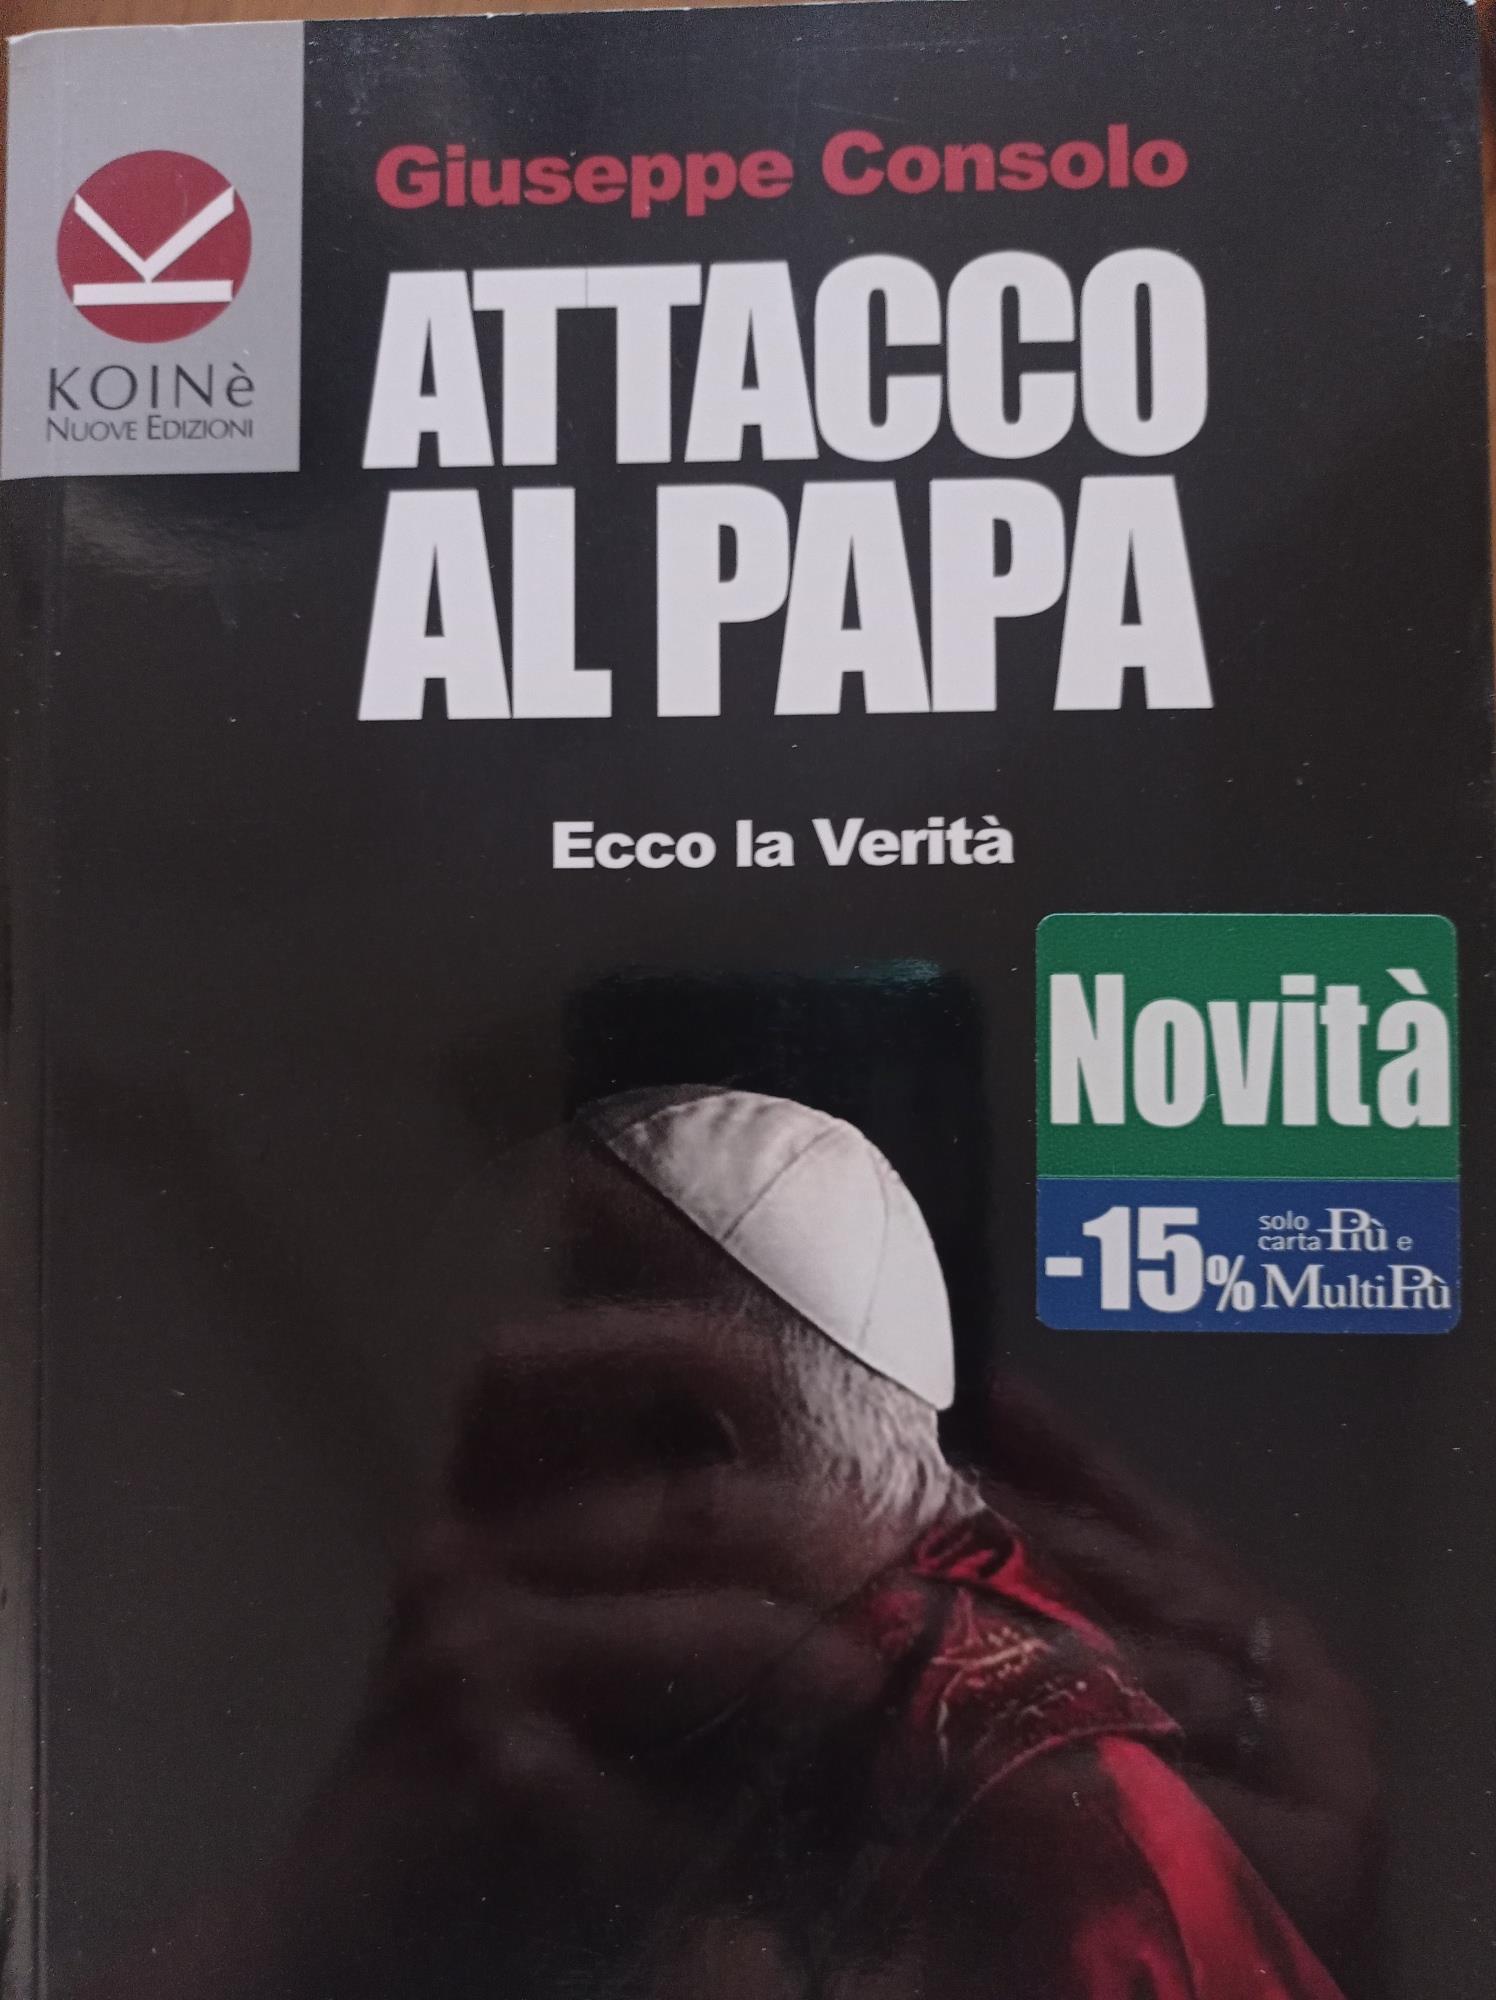 Giuseppe Consolo
ATTACCO
AL PAPA
KOINè
NUOVE EDIZIONI
Ecco la Verità
Novità
-15% solo carta Più e MultiPiù